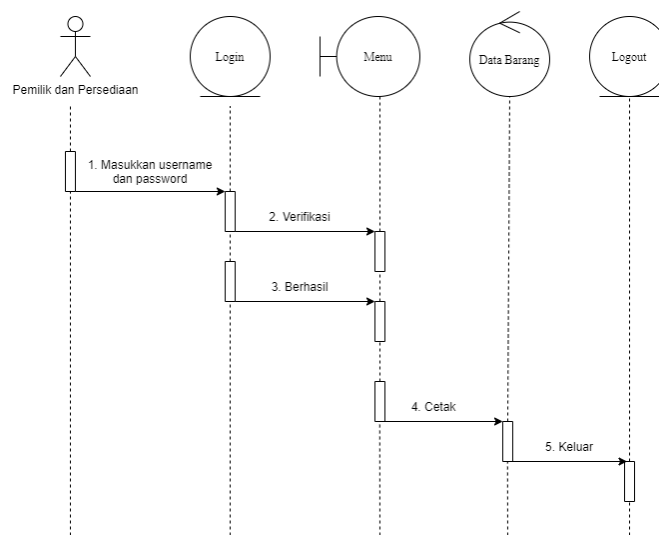 Login
Menu
Data Barang
Logout
Pemilik dan Persediaan
1. Masukkan username
dan password
2. Verifikasi
3. Berhasil
4. Cetak
5. Keluar